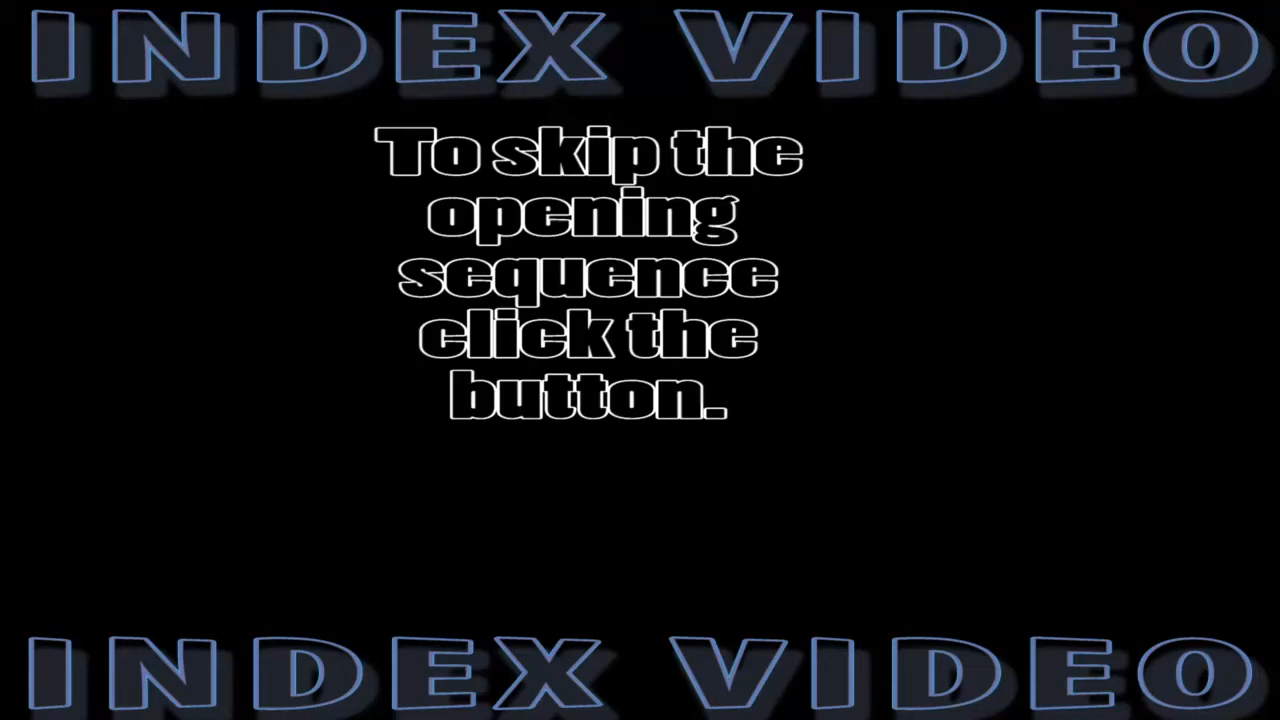 INDEX VIDEO
To skip the
opening
sequence
click the
button.
INDEX VIDEO